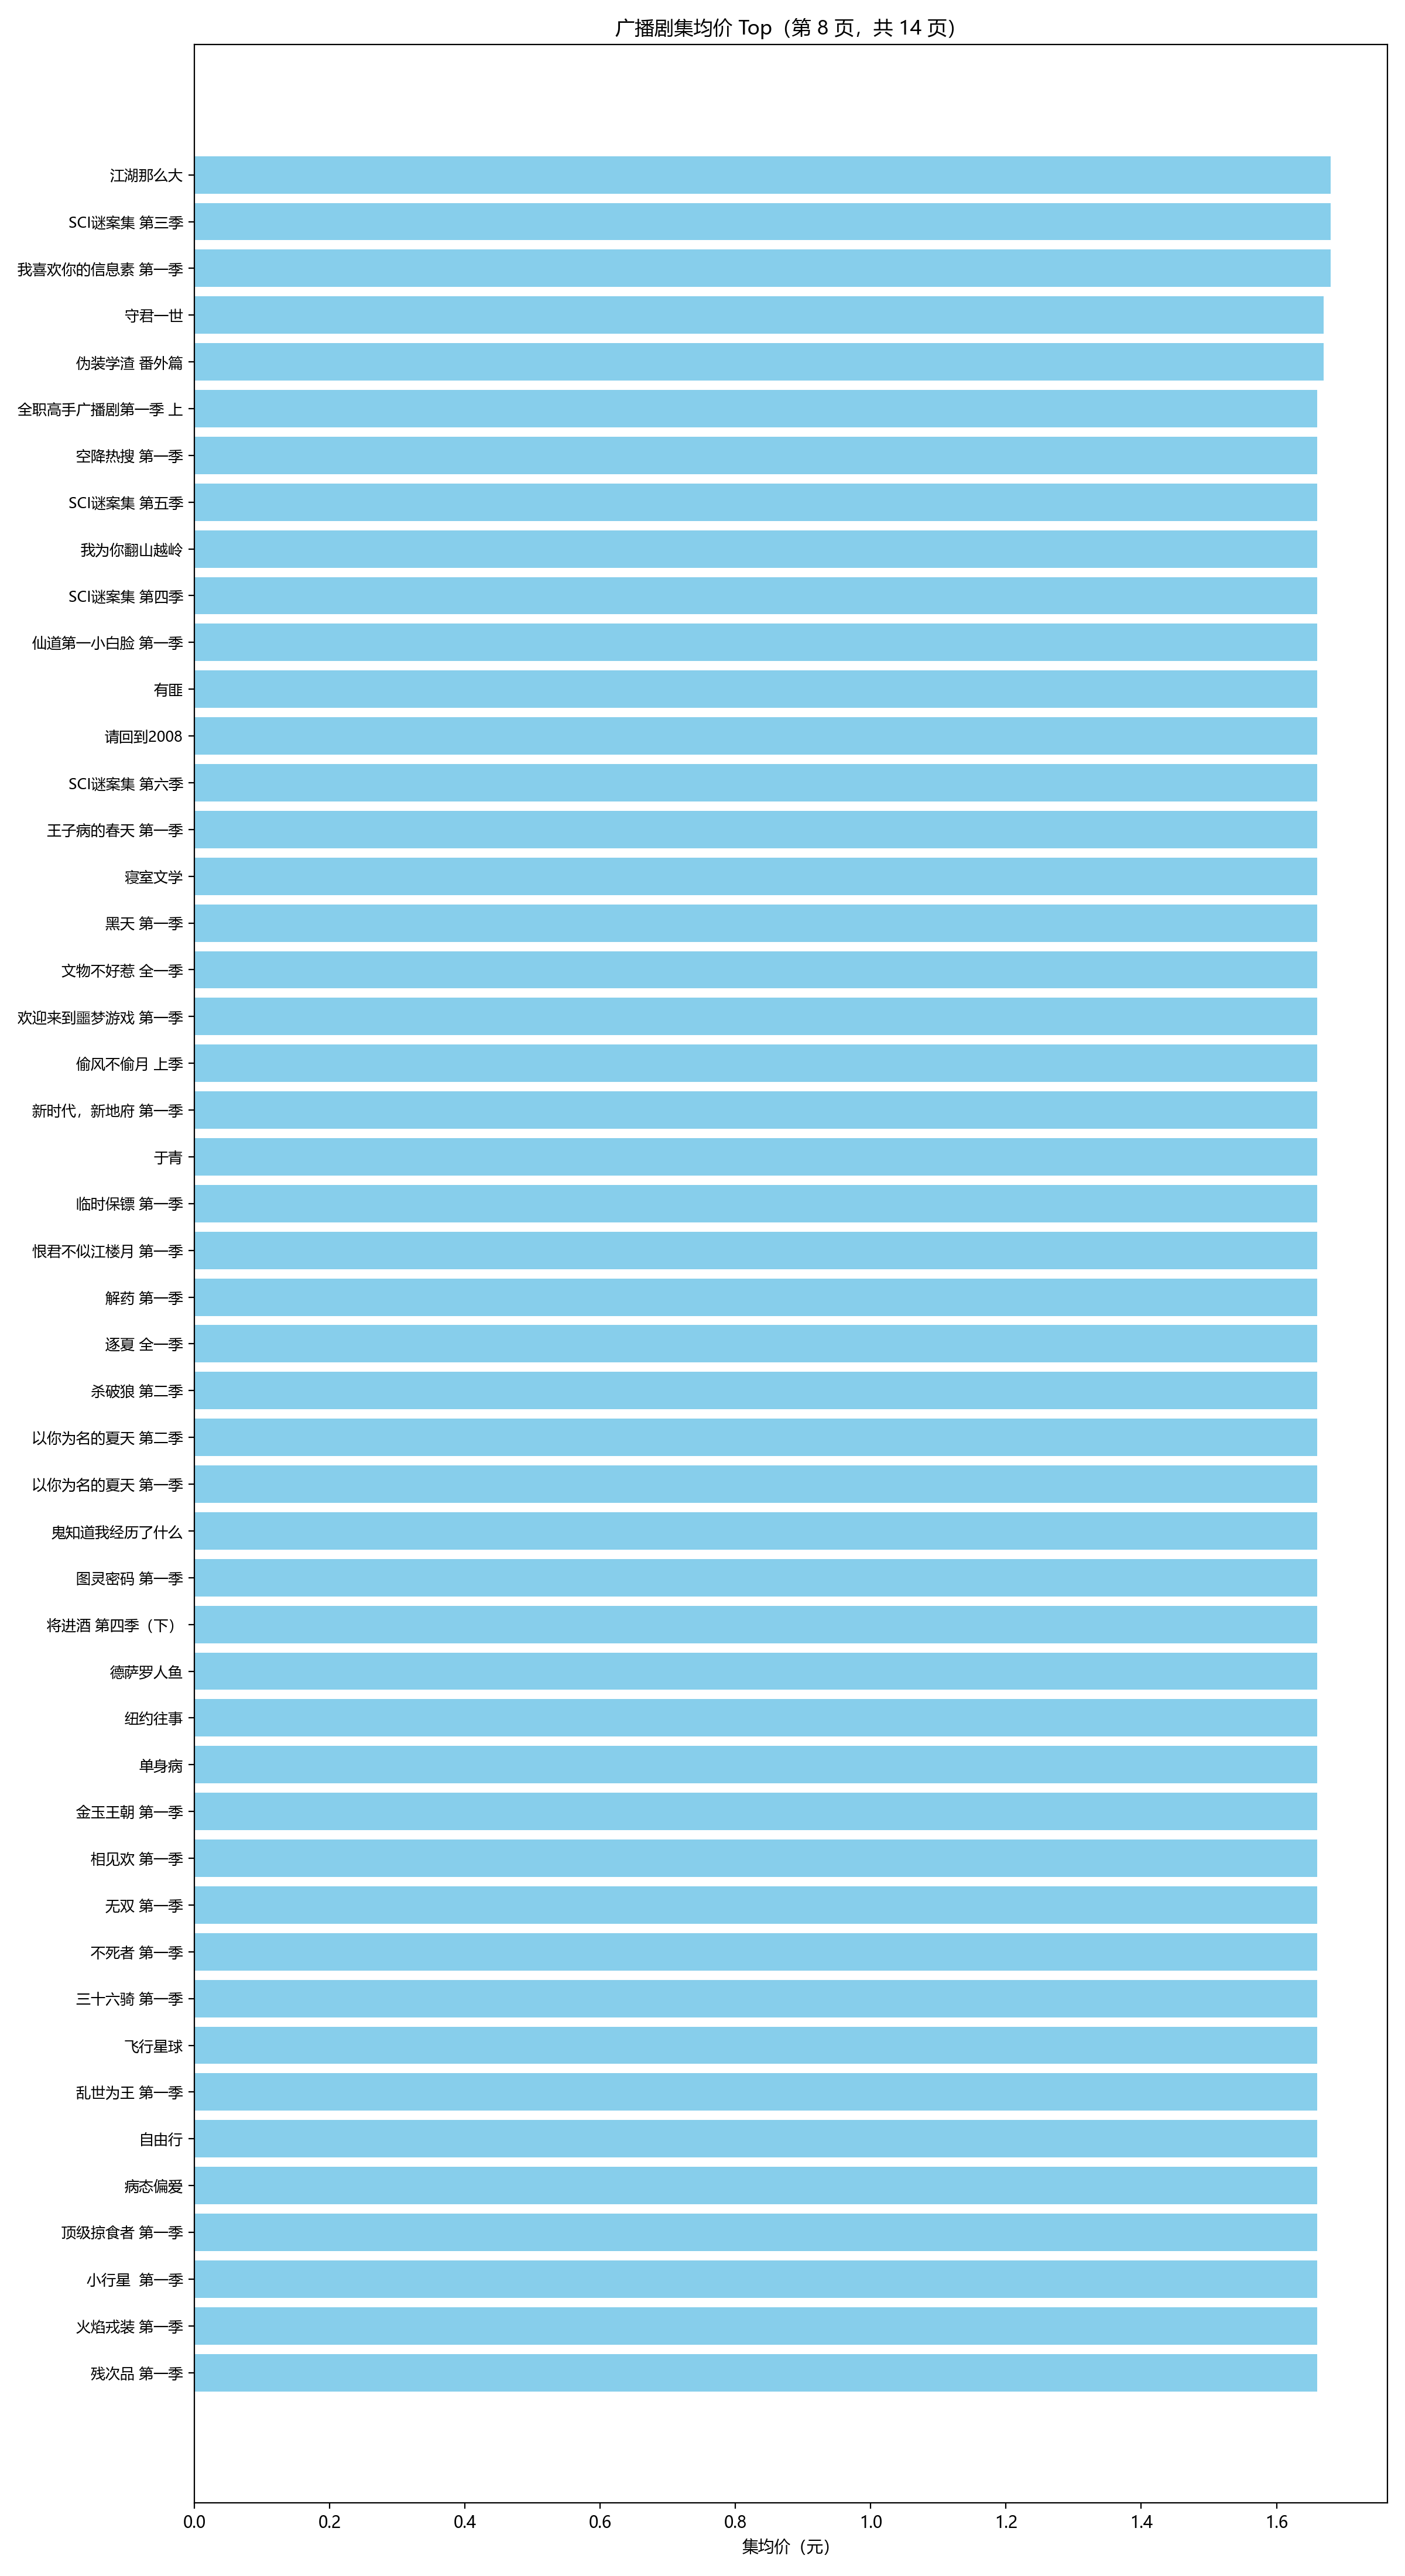 广播剧集均价 Top（第 8 页，共 14 页）
江湖那么大
SCI谜案集 第三季
我喜欢你的信息素 第一季
守君一世
伪装学渣 番外篇
全职高手广播剧第一季 上
空降热搜 第一季
SCI谜案集 第五季
我为你翻山越岭
SCI谜案集 第四季
仙道第一小白脸 第一季
有匪
请回到2008
SCI谜案集 第六季
王子病的春天 第一季
寝室文学
黑天 第一季
文物不好惹 全一季
欢迎来到噩梦游戏 第一季
偷风不偷月 上季
新时代，新地府 第一季
于青
临时保镖 第一季
恨君不似江楼月 第一季
解药 第一季
逐夏 全一季
杀破狼 第二季
以你为名的夏天 第二季
以你为名的夏天 第一季
鬼知道我经历了什么
图灵密码 第一季
将进酒 第四季（下）
德萨罗人鱼
纽约往事
单身病
金玉王朝 第一季
相见欢 第一季
无双 第一季
不死者 第一季
三十六骑 第一季
飞行星球
乱世为王 第一季
自由行
病态偏爱
顶级掠食者 第一季
小行星  第一季
火焰戎装 第一季
残次品 第一季
0.0 0.2 0.4 0.6 0.8 1.0 1.2 1.4 1.6
集均价（元）